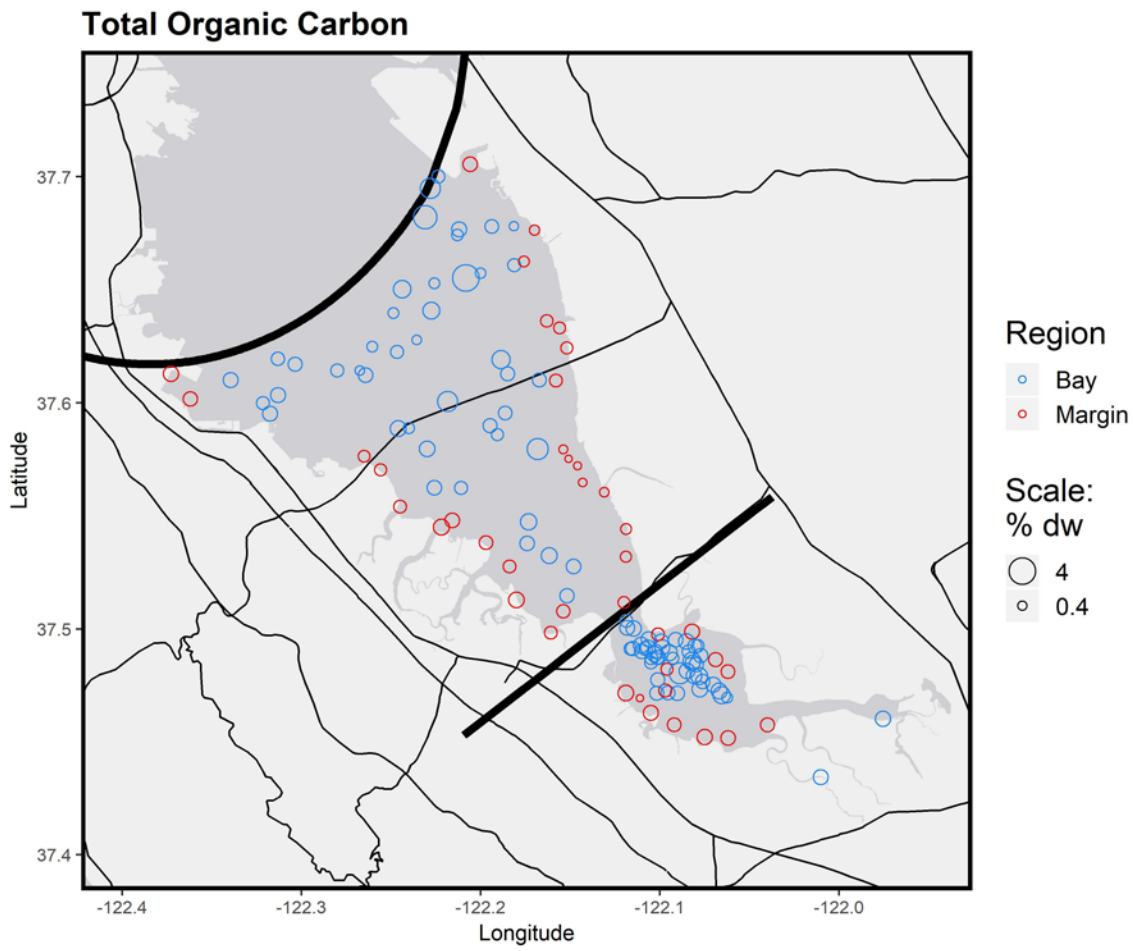 Total Organic Carbon
37.7
37.6
37.5
37.4
Latitude
-122.4
-122.3
-122.2
-122.1
-122.0
Longitude
Region
Bay
Margin
Scale:
% dw
4
0.4